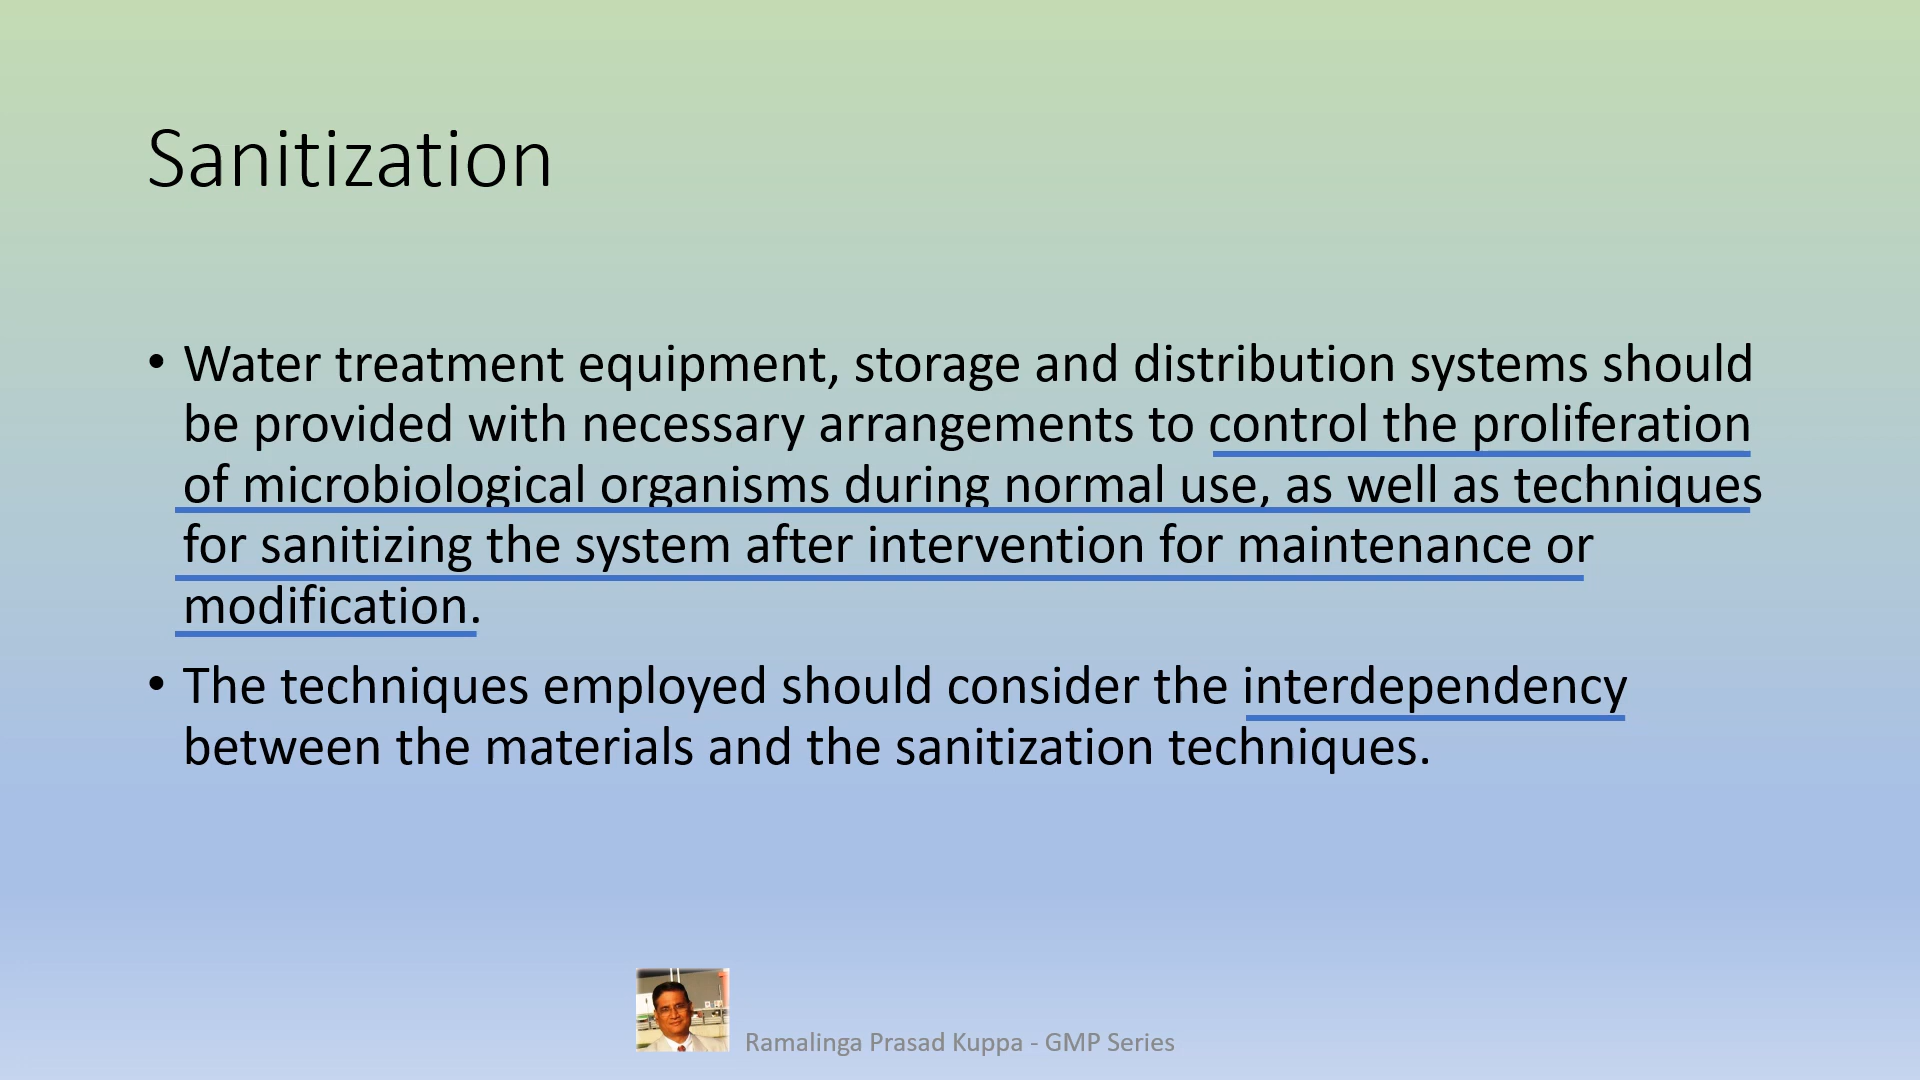 Sanitization
• Water treatment equipment, storage and distribution systems should
be provided with necessary arrangements to control the proliferation
of microbiological organisms during normal use, as well as techniques
for sanitizing the system after intervention for maintenance or
modification.
• The techniques employed should consider the interdependency
between the materials and the sanitization techniques.
Ramalinga Prasad Kuppa - GMP Series